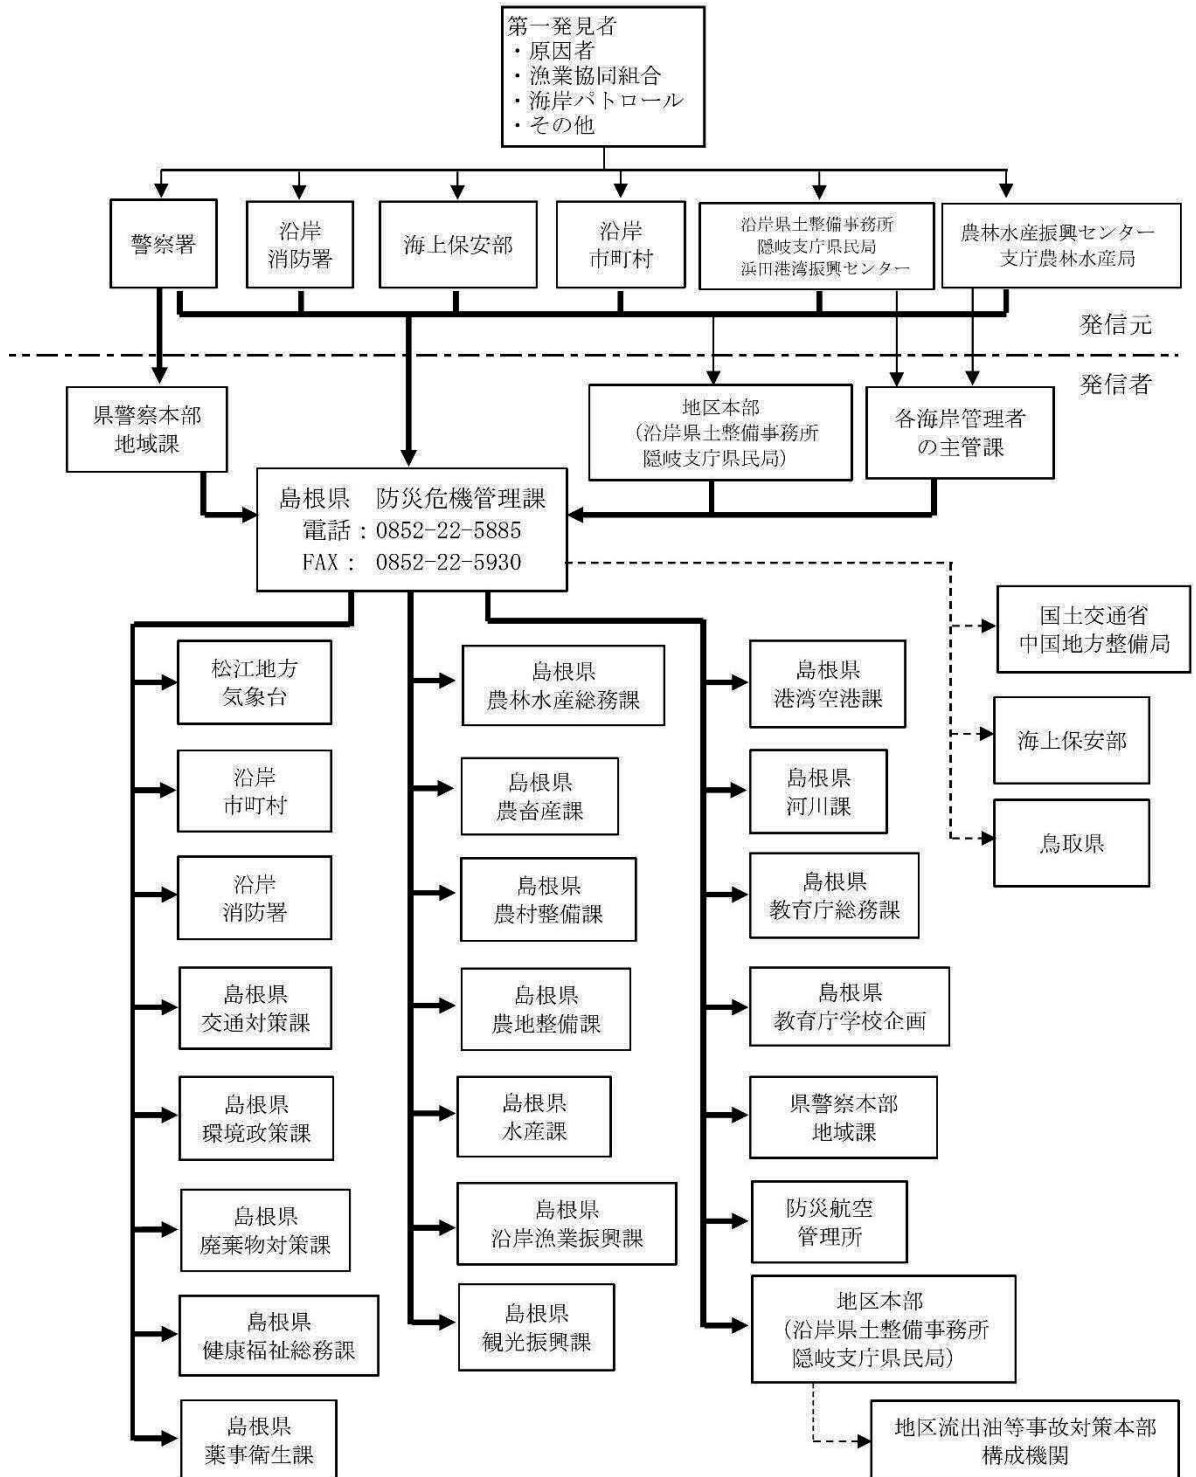 第一発見者
・原因者
・漁業協同組合
・海岸パトロール
・その他
警察署
沿岸
消防署
海上保安部
沿岸
市町村
沿岸県土整備事務所
隠岐支庁県民局
浜田港湾振興センター
農林水産振興センター
支庁農林水産局
発信元
発信者
県警察本部
地域課
地区本部
（沿岸県土整備事務所
隠岐支庁県民局）
各海岸管理者
の主管課
島根県　防災危機管理課
電話：0852-22-5885
FAX： 0852-22-5930
国土交通省
中国地方整備局
海上保安部
鳥取県
松江地方
気象台
沿岸
市町村
沿岸
消防署
島根県
交通対策課
島根県
環境政策課
島根県
廃棄物対策課
島根県
健康福祉総務課
島根県
薬事衛生課
島根県
農林水産総務課
島根県
農畜産課
島根県
農村整備課
島根県
農地整備課
島根県
水産課
島根県
沿岸漁業振興課
島根県
観光振興課
島根県
港湾空港課
島根県
河川課
島根県
教育庁総務課
島根県
教育庁学校企画
県警察本部
地域課
防災航空
管理所
地区本部
（沿岸県土整備事務所
隠岐支庁県民局）
地区流出油等事故対策本部
構成機関